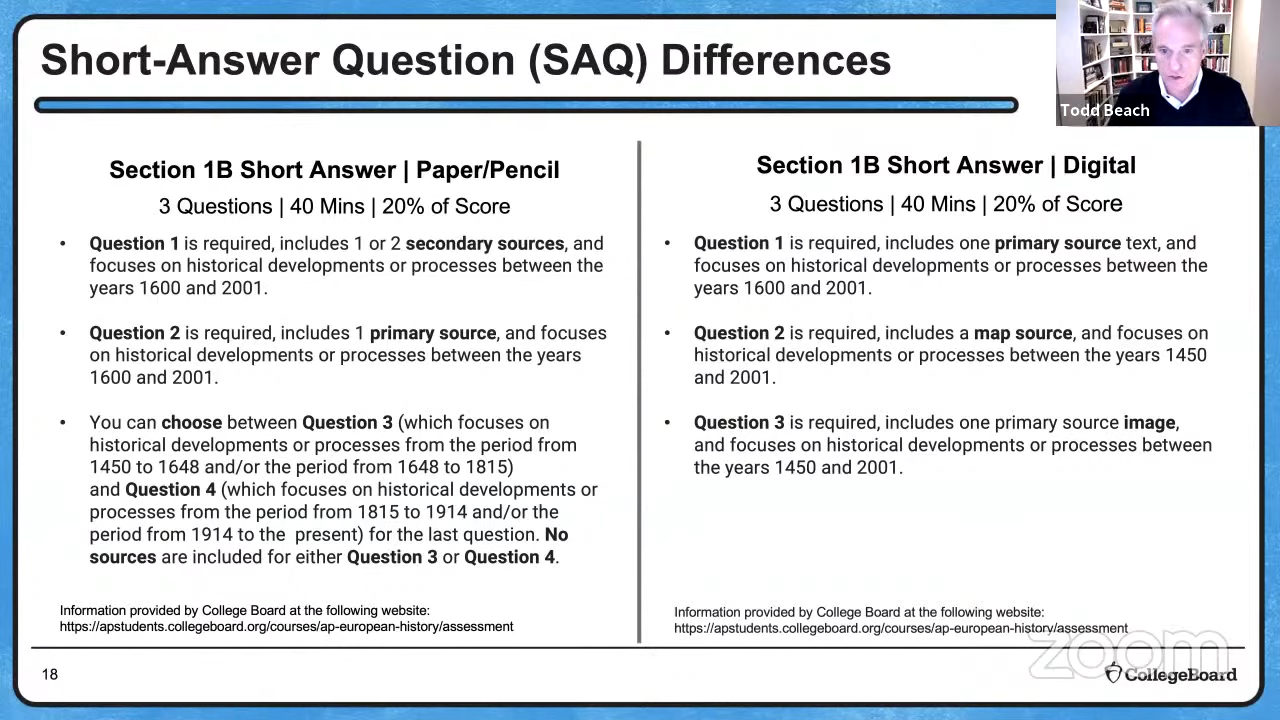 Short-Answer Question (SAQ) Differences
Todd Beach
Section 1B Short Answer | Paper/Pencil
3 Questions | 40 Mins | 20% of Score
• Question 1 is required, includes 1 or 2 secondary sources, and
focuses on historical developments or processes between the
years 1600 and 2001.
• Question 2 is required, includes 1 primary source, and focuses
on historical developments or processes between the years
1600 and 2001.
• You can choose between Question 3 (which focuses on
historical developments or processes from the period from
1450 to 1648 and/or the period from 1648 to 1815)
and Question 4 (which focuses on historical developments or
processes from the period from 1815 to 1914 and/or the
period from 1914 to the present) for the last question. No
sources are included for either Question 3 or Question 4.
Information provided by College Board at the following website:
https://apstudents.collegeboard.org/courses/ap-european-history/assessment
Section 1B Short Answer | Digital
3 Questions | 40 Mins | 20% of Score
• Question 1 is required, includes one primary source text, and
focuses on historical developments or processes between the
years 1600 and 2001.
• Question 2 is required, includes a map source, and focuses on
historical developments or processes between the years 1450
and 2001.
• Question 3 is required, includes one primary source image,
and focuses on historical developments or processes between
the years 1450 and 2001.
Information provided by College Board at the following website:
https://apstudents.collegeboard.org/courses/ap-european-history/assessment
zoom
18
CollegeBoard